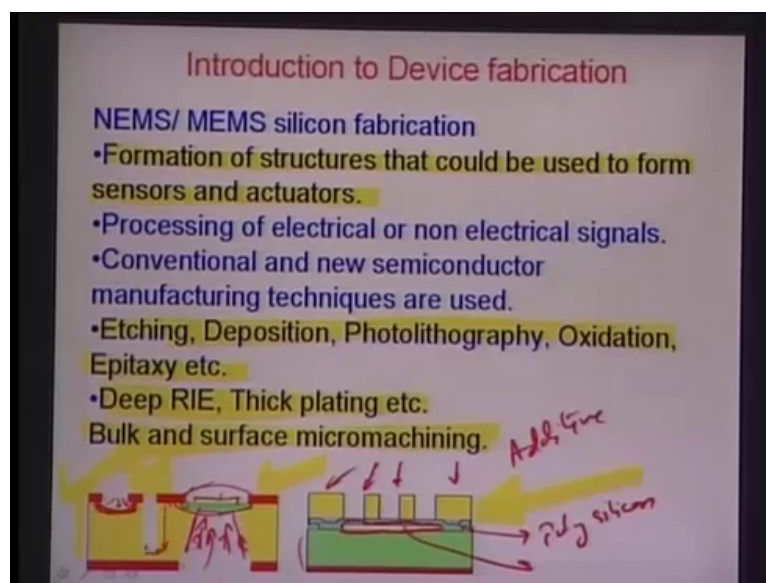 Introduction to Device fabrication
NEMS/ MEMS silicon fabrication
•Formation of structures that could be used to form
sensors and actuators.
•Processing of electrical or non electrical signals.
•Conventional and new semiconductor
manufacturing techniques are used.
•Etching, Deposition, Photolithography, Oxidation,
Epitaxy etc.
•Deep RIE, Thick plating etc.
Bulk and surface micromachining.
Additive
Poly silicon